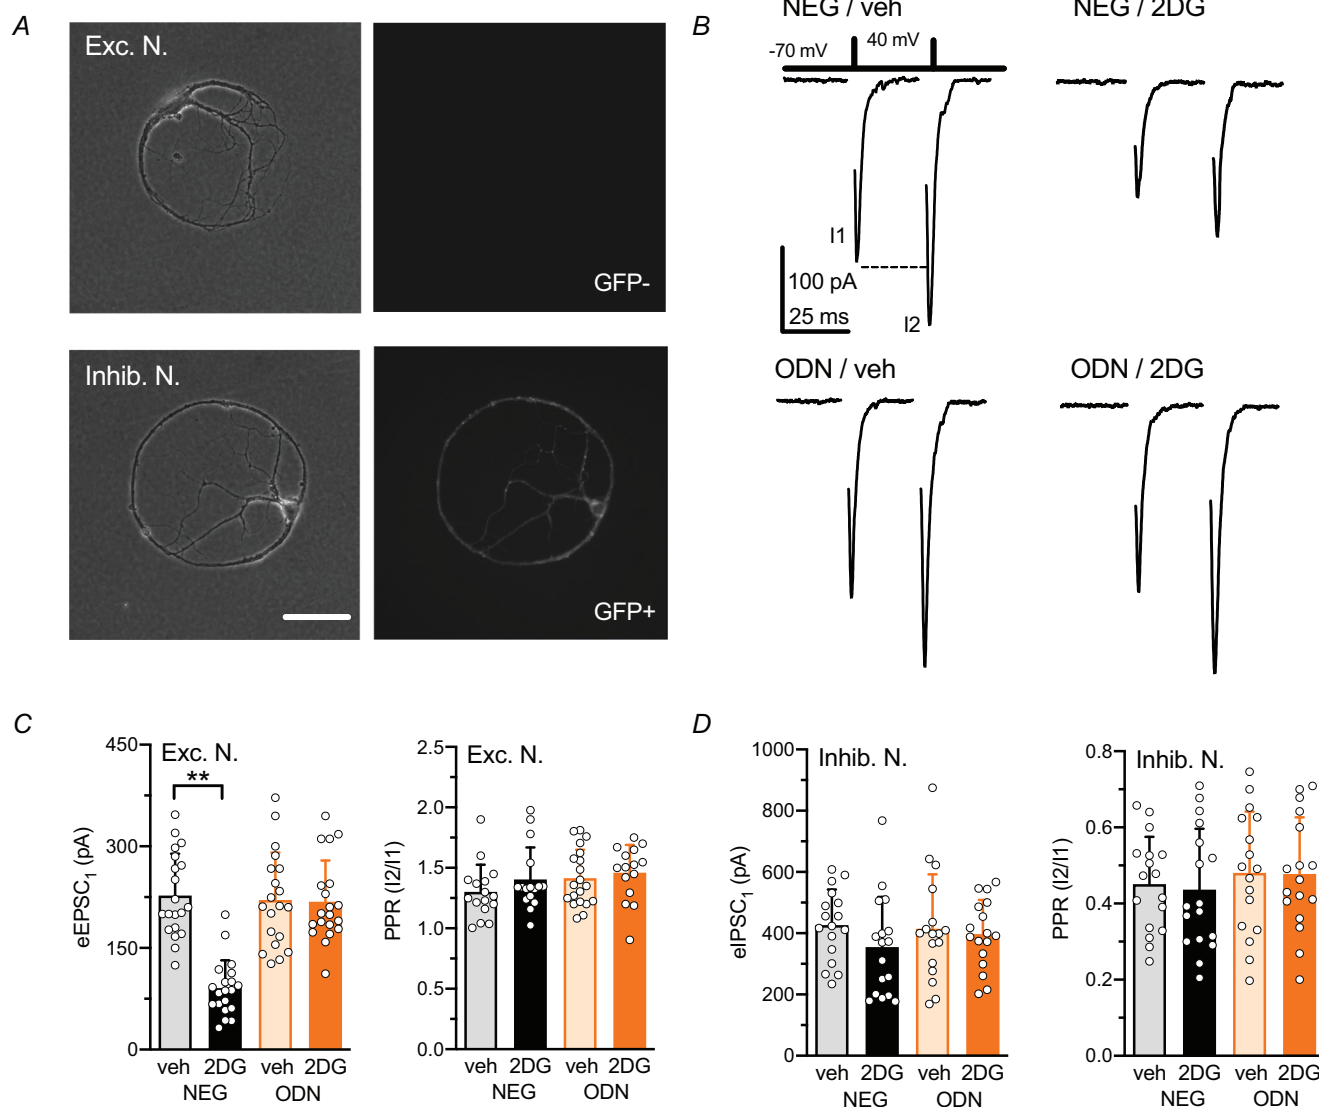 A
Exc. N.
GFP-
Inhib. N.
GFP+
B
NEG / veh
NEG / 2DG
-70 mV
40 mV
I1
100 pA
25 ms
I2
ODN / veh
ODN / 2DG
C
450
300
150
0
eEPSC1 (pA)
Exc. N.
**
veh 2DG veh 2DG
NEG ODN
2.5
2.0
1.5
1.0
0.5
0.0
PPR (I2/I1)
Exc. N.
veh 2DG veh 2DG
NEG ODN
D
1000
800
600
400
200
0
eIPSC1 (pA)
Inhib. N.
veh 2DG veh 2DG
NEG ODN
0.8
0.6
0.4
0.2
0.0
PPR (I2/I1)
Inhib. N.
veh 2DG veh 2DG
NEG ODN